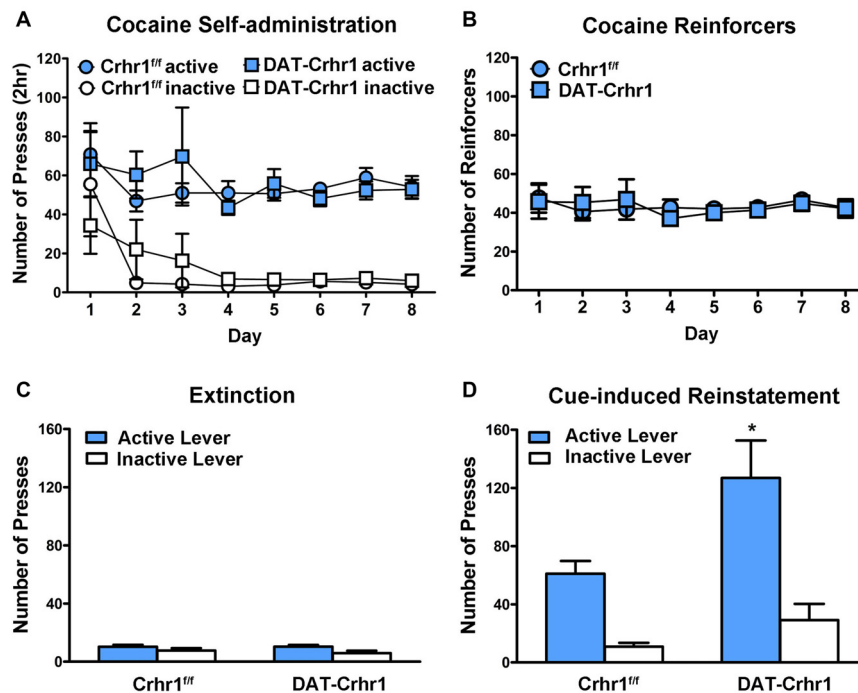 A
Cocaine Self-administration
Crhr1f/f active
DAT-Crhr1 active
Crhr1f/f inactive
DAT-Crhr1 inactive
Number of Presses (2hr)
120
100
80
60
40
20
0
1 2 3 4 5 6 7 8
Day
B
Cocaine Reinforcers
Crhr1f/f
DAT-Crhr1
Number of Reinforcers
120
100
80
60
40
20
0
1 2 3 4 5 6 7 8
Day
C
Extinction
Active Lever
Inactive Lever
Number of Presses
160
120
80
40
0
Crhr1f/f DAT-Crhr1
D
Cue-induced Reinstatement
Active Lever
Inactive Lever
*
Number of Presses
160
120
80
40
0
Crhr1f/f DAT-Crhr1